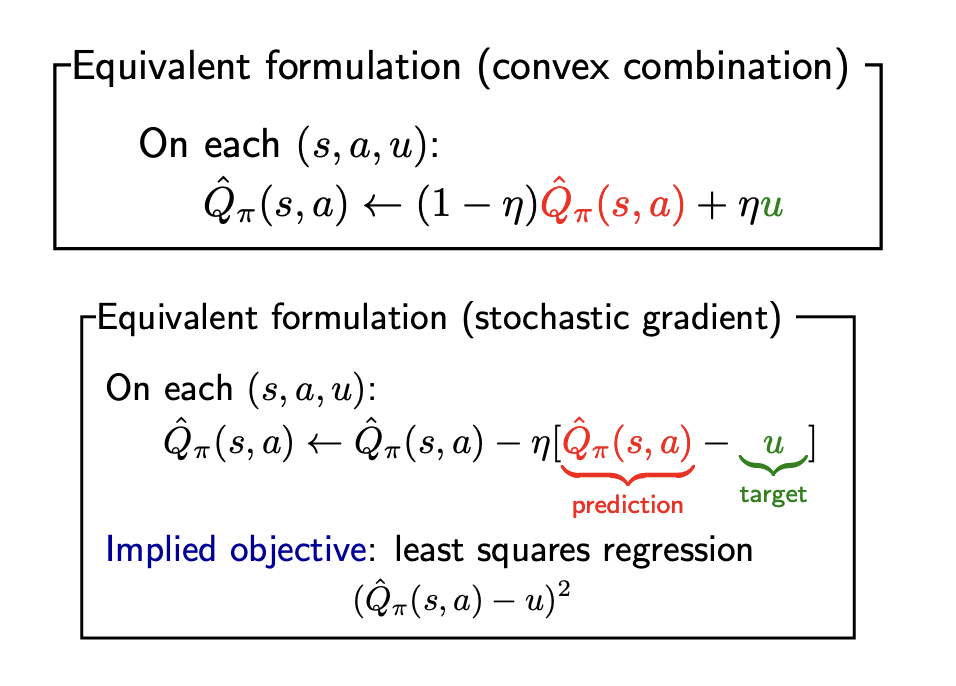 Equivalent formulation (convex combination)
On each $(s, a, u)$:
$\hat{Q}_\pi(s, a) \leftarrow (1 - \eta)\hat{Q}_\pi(s, a) + \eta u$
Equivalent formulation (stochastic gradient)
On each $(s, a, u)$:
$\hat{Q}_\pi(s, a) \leftarrow \hat{Q}_\pi(s, a) - \eta[\underbrace{\hat{Q}_\pi(s, a)}_{\text{prediction}} - \underbrace{u}_{\text{target}}]$
Implied objective: least squares regression
$(\hat{Q}_\pi(s, a) - u)^2$